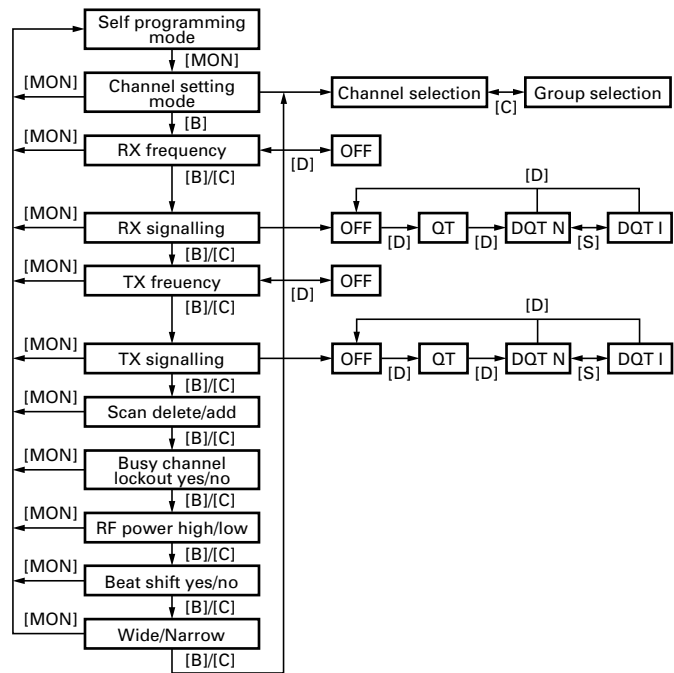 Self programming
mode
[MON]
[MON]
Channel setting
mode
Channel selection
[C]
Group selection
[B]
[MON]
RX frequency
[D]
OFF
[B]/[C]
[D]
[MON]
RX signalling
OFF
[D]
QT
[D]
DQT N
[S]
DQT I
[B]/[C]
[MON]
TX freuency
[D]
OFF
[B]/[C]
[D]
[MON]
TX signalling
OFF
[D]
QT
[D]
DQT N
[S]
DQT I
[B]/[C]
[MON]
Scan delete/add
[B]/[C]
[MON]
Busy channel
lockout yes/no
[B]/[C]
[MON]
RF power high/low
[B]/[C]
[MON]
Beat shift yes/no
[B]/[C]
[MON]
Wide/Narrow
[B]/[C]